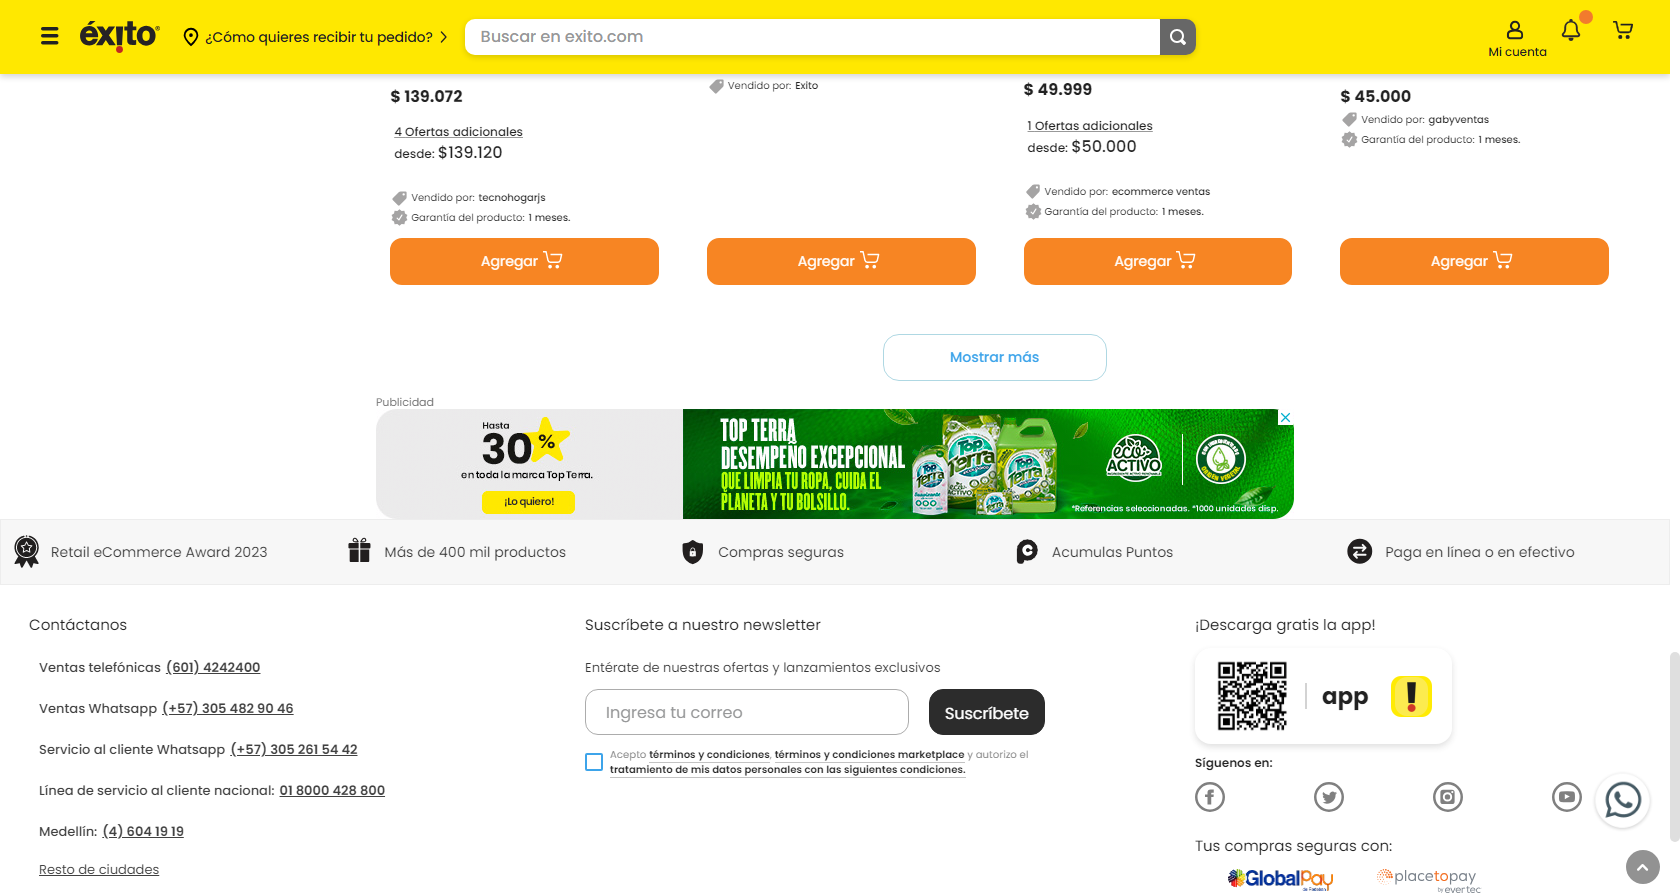 éxito
¿Cómo quieres recibir tu pedido?
Buscar en exito.com
Mi cuenta
$ 139.072
4 Ofertas adicionales
desde: $139.120
Vendido por: tecnohogarjs
Garantía del producto: 1 meses.
Agregar
Vendido por: Exito
Agregar
$ 49.999
1 Ofertas adicionales
desde: $50.000
Vendido por: ecommerce ventas
Garantía del producto: 1 meses.
Agregar
$ 45.000
Vendido por: gabyventas
Garantía del producto: 1 meses.
Agregar
Mostrar más
Publicidad
Hasta
30%
en toda la marca Top Terra.
¡Lo quiero!
TOP TERRA
DESEMPEÑO EXCEPCIONAL
QUE LIMPIA TU ROPA, CUIDA EL
PLANETA Y TU BOLSILLO.
Top
Terra
eco
ACTIVO
*Referencias seleccionadas. *1000 unidades disp.
Retail eCommerce Award 2023
Más de 400 mil productos
Compras seguras
Acumulas Puntos
Paga en línea o en efectivo
Contáctanos
Ventas telefónicas (601) 4242400
Ventas Whatsapp (+57) 305 482 90 46
Servicio al cliente Whatsapp (+57) 305 261 54 42
Línea de servicio al cliente nacional: 01 8000 428 800
Medellín: (4) 604 19 19
Resto de ciudades
Suscríbete a nuestro newsletter
Entérate de nuestras ofertas y lanzamientos exclusivos
Ingresa tu correo
Suscríbete
Acepto términos y condiciones, términos y condiciones marketplace y autorizo el
tratamiento de mis datos personales con las siguientes condiciones.
¡Descarga gratis la app!
app
Síguenos en:
Tus compras seguras con:
GlobalPay
placetopay
by evertec